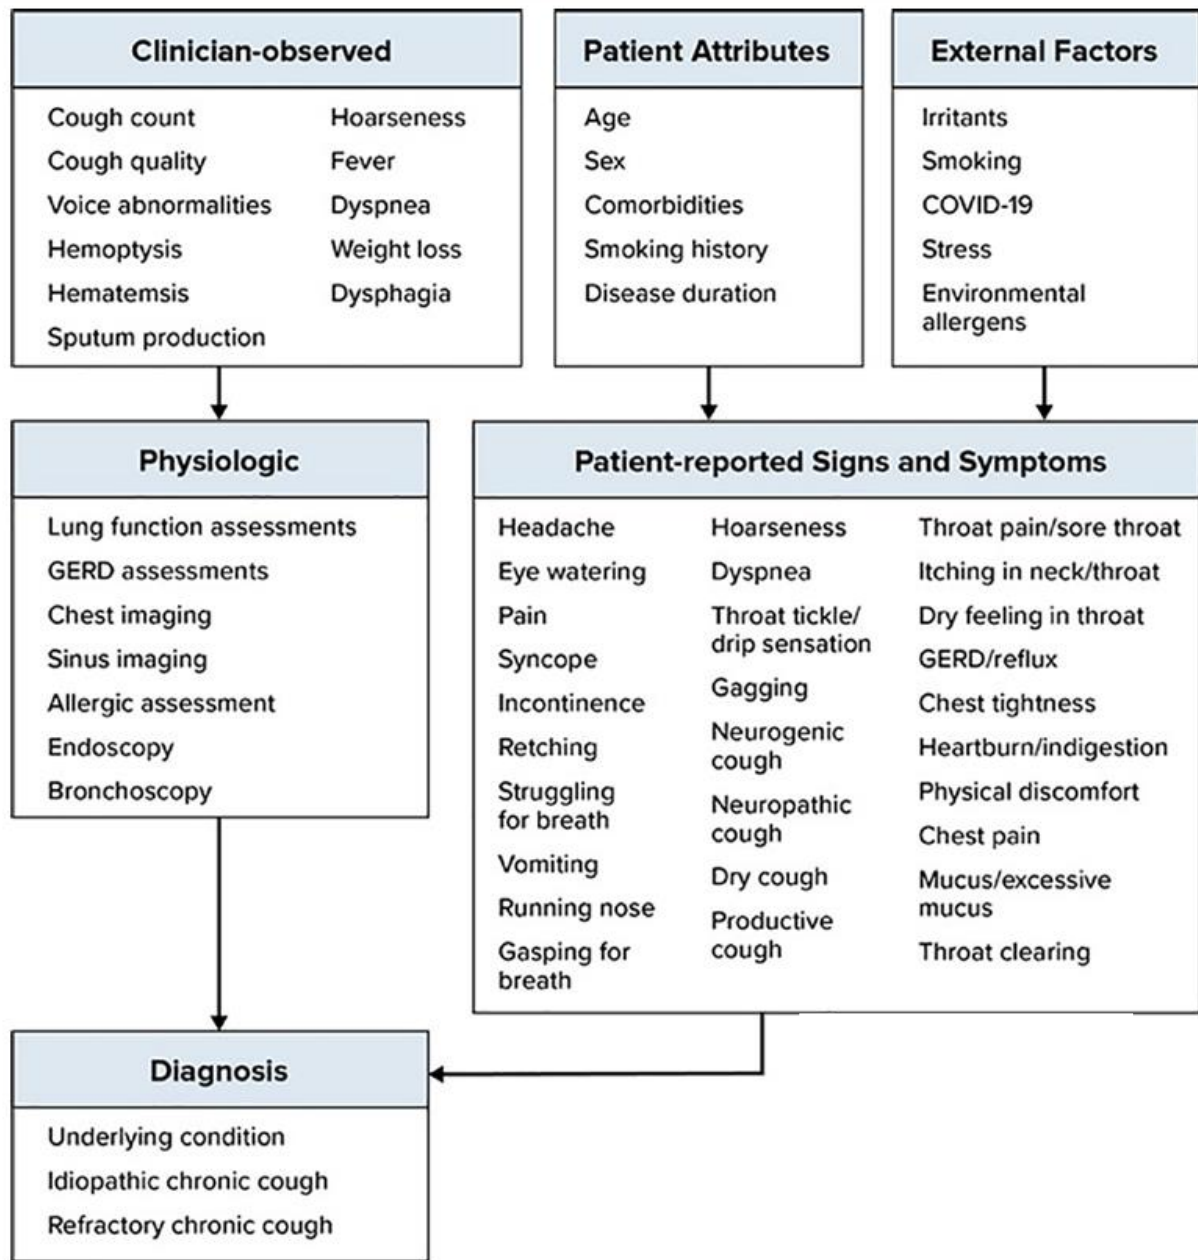 Clinician-observed
Cough count
Cough quality
Voice abnormalities
Hemoptysis
Hematemsis
Sputum production
Hoarseness
Fever
Dyspnea
Weight loss
Dysphagia
Patient Attributes
Age
Sex
Comorbidities
Smoking history
Disease duration
External Factors
Irritants
Smoking
COVID-19
Stress
Environmental
allergens
Physiologic
Lung function assessments
GERD assessments
Chest imaging
Sinus imaging
Allergic assessment
Endoscopy
Bronchoscopy
Patient-reported Signs and Symptoms
Headache
Eye watering
Pain
Syncope
Incontinence
Retching
Struggling
for breath
Vomiting
Running nose
Gasping for
breath
Hoarseness
Dyspnea
Throat tickle/
drip sensation
Gagging
Neurogenic
cough
Neuropathic
cough
Dry cough
Productive
cough
Throat pain/sore throat
Itching in neck/throat
Dry feeling in throat
GERD/reflux
Chest tightness
Heartburn/indigestion
Physical discomfort
Chest pain
Mucus/excessive
mucus
Throat clearing
Diagnosis
Underlying condition
Idiopathic chronic cough
Refractory chronic cough